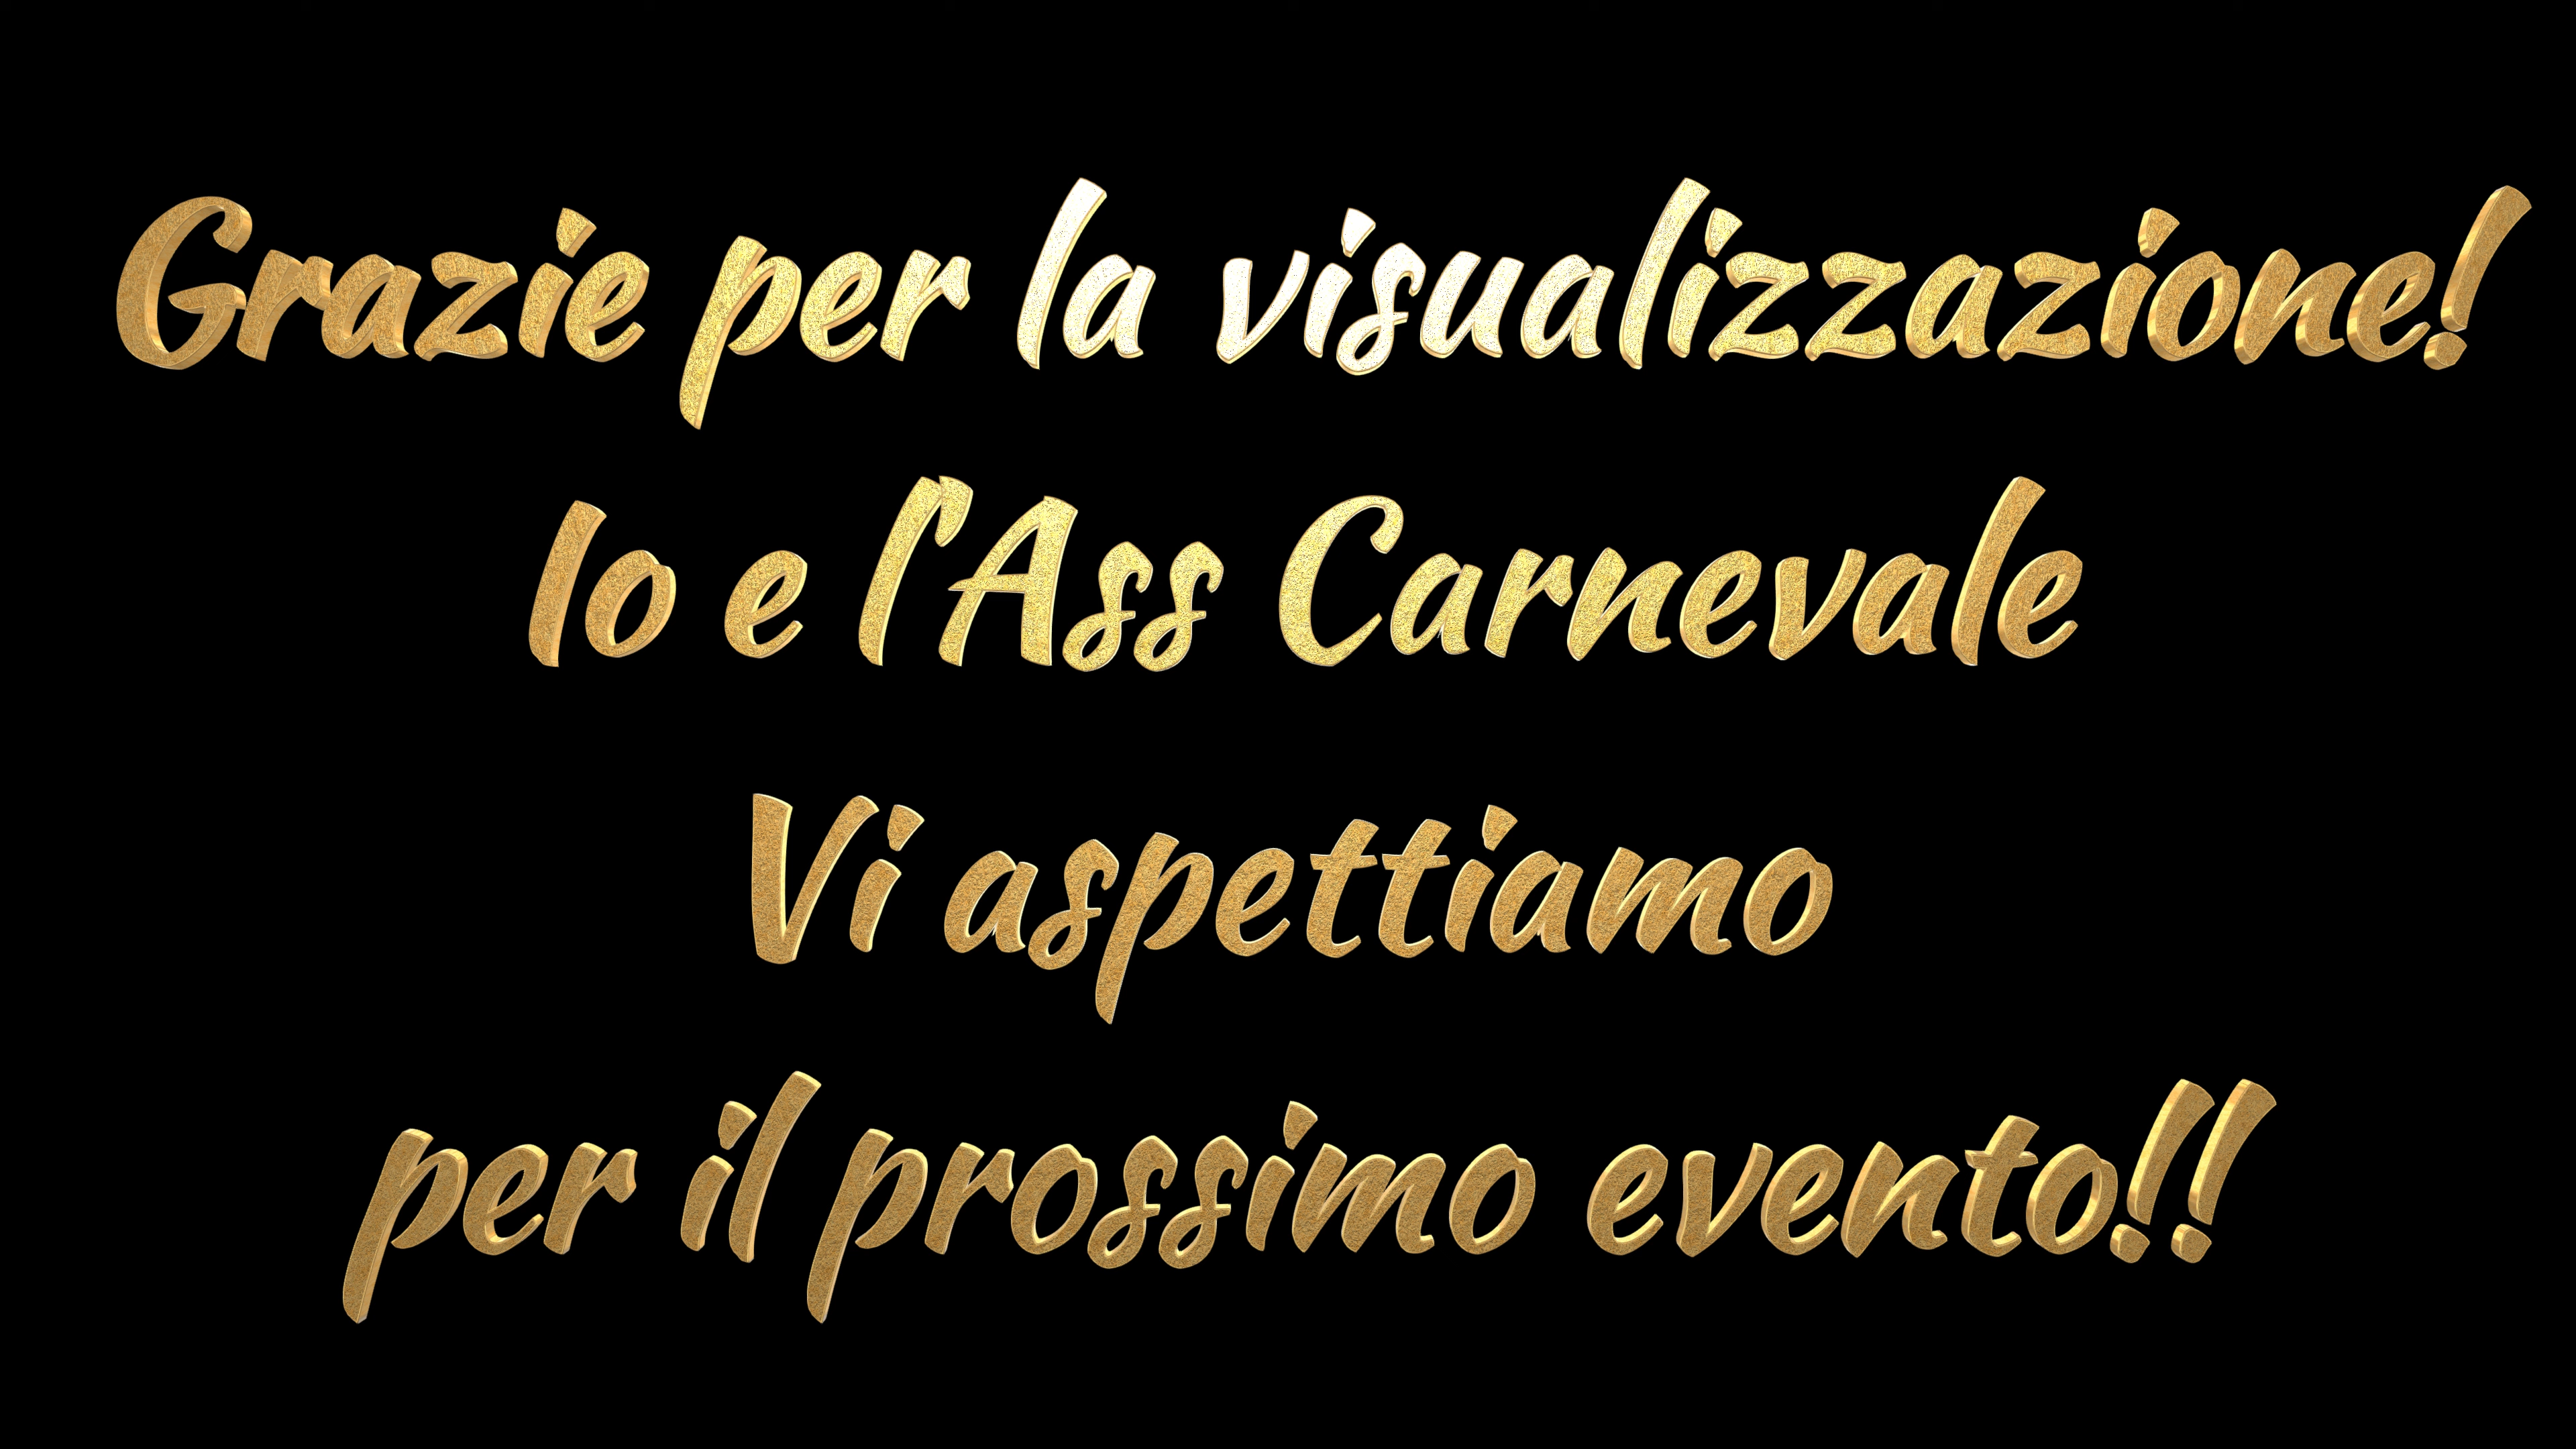 Grazie per la visualizzazione!
Io e l'Ass Carnevale
Vi aspettiamo
per il prossimo evento!!